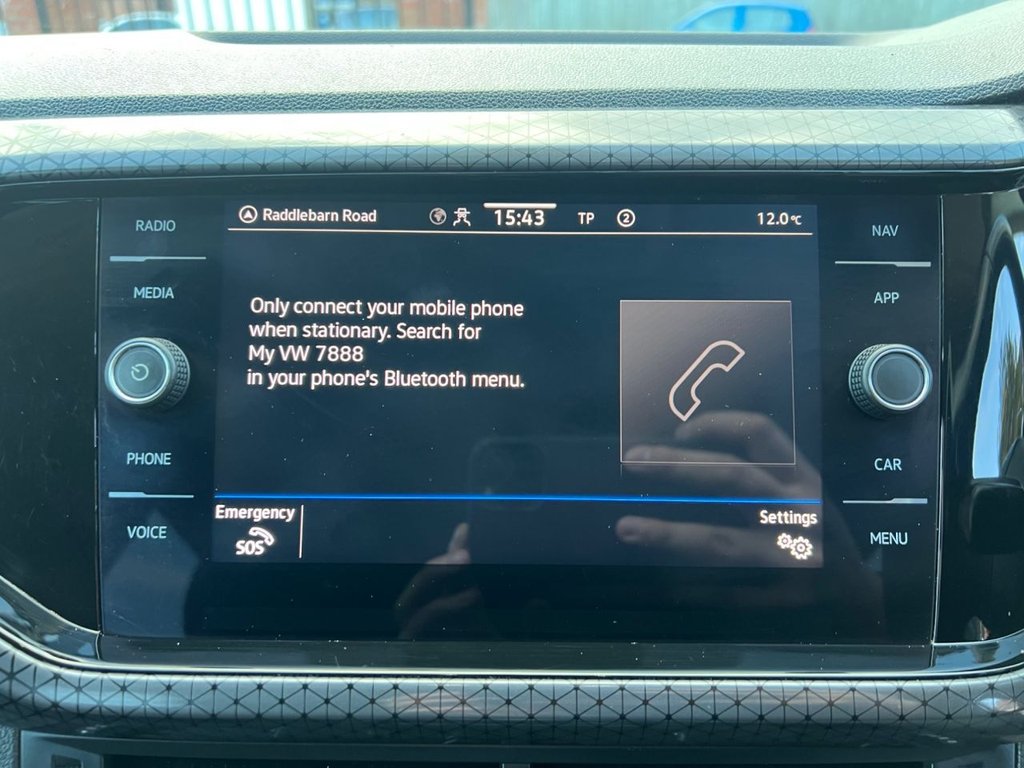 Raddlebarn Road 15:43 TP 2 12.0°C
RADIO
MEDIA
PHONE
VOICE
Only connect your mobile phone
when stationary. Search for
My VW 7888
in your phone's Bluetooth menu.
Emergency
SOS
Settings
NAV
APP
CAR
MENU